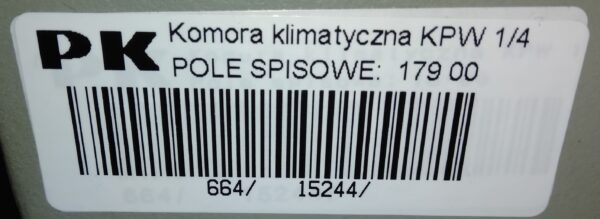 PK
Komora klimatyczna KPW 1/4
POLE SPISOWE: 179 00
664/ 15244/